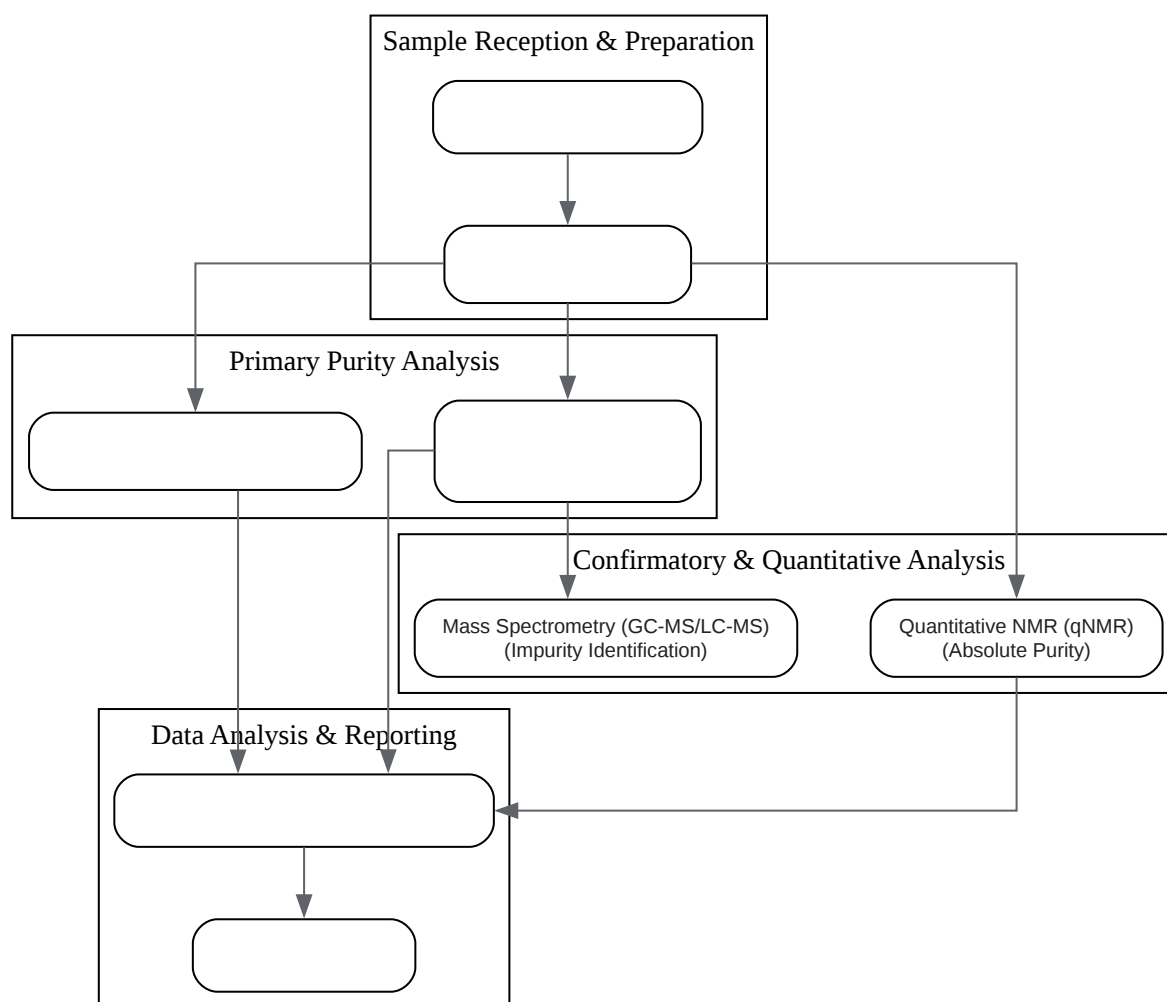 Sample Reception & Preparation
Primary Purity Analysis
Confirmatory & Quantitative Analysis
Mass Spectrometry (GC-MS/LC-MS)
(Impurity Identification)
Quantitative NMR (qNMR)
(Absolute Purity)
Data Analysis & Reporting